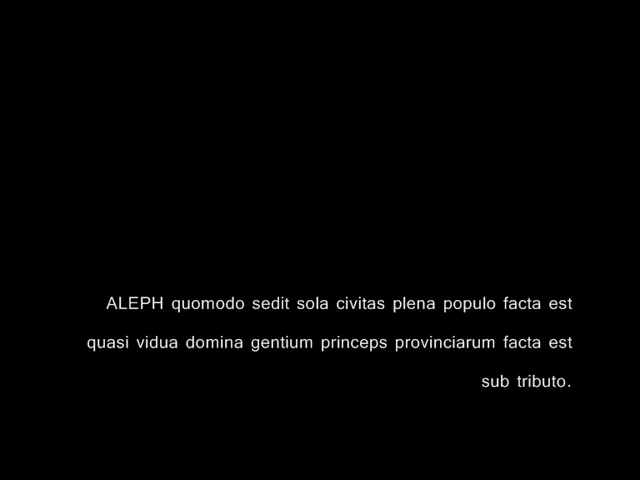 ALEPH quomodo sedit sola civitas plena populo facta est
quasi vidua domina gentium princeps provinciarum facta est
sub tributo.